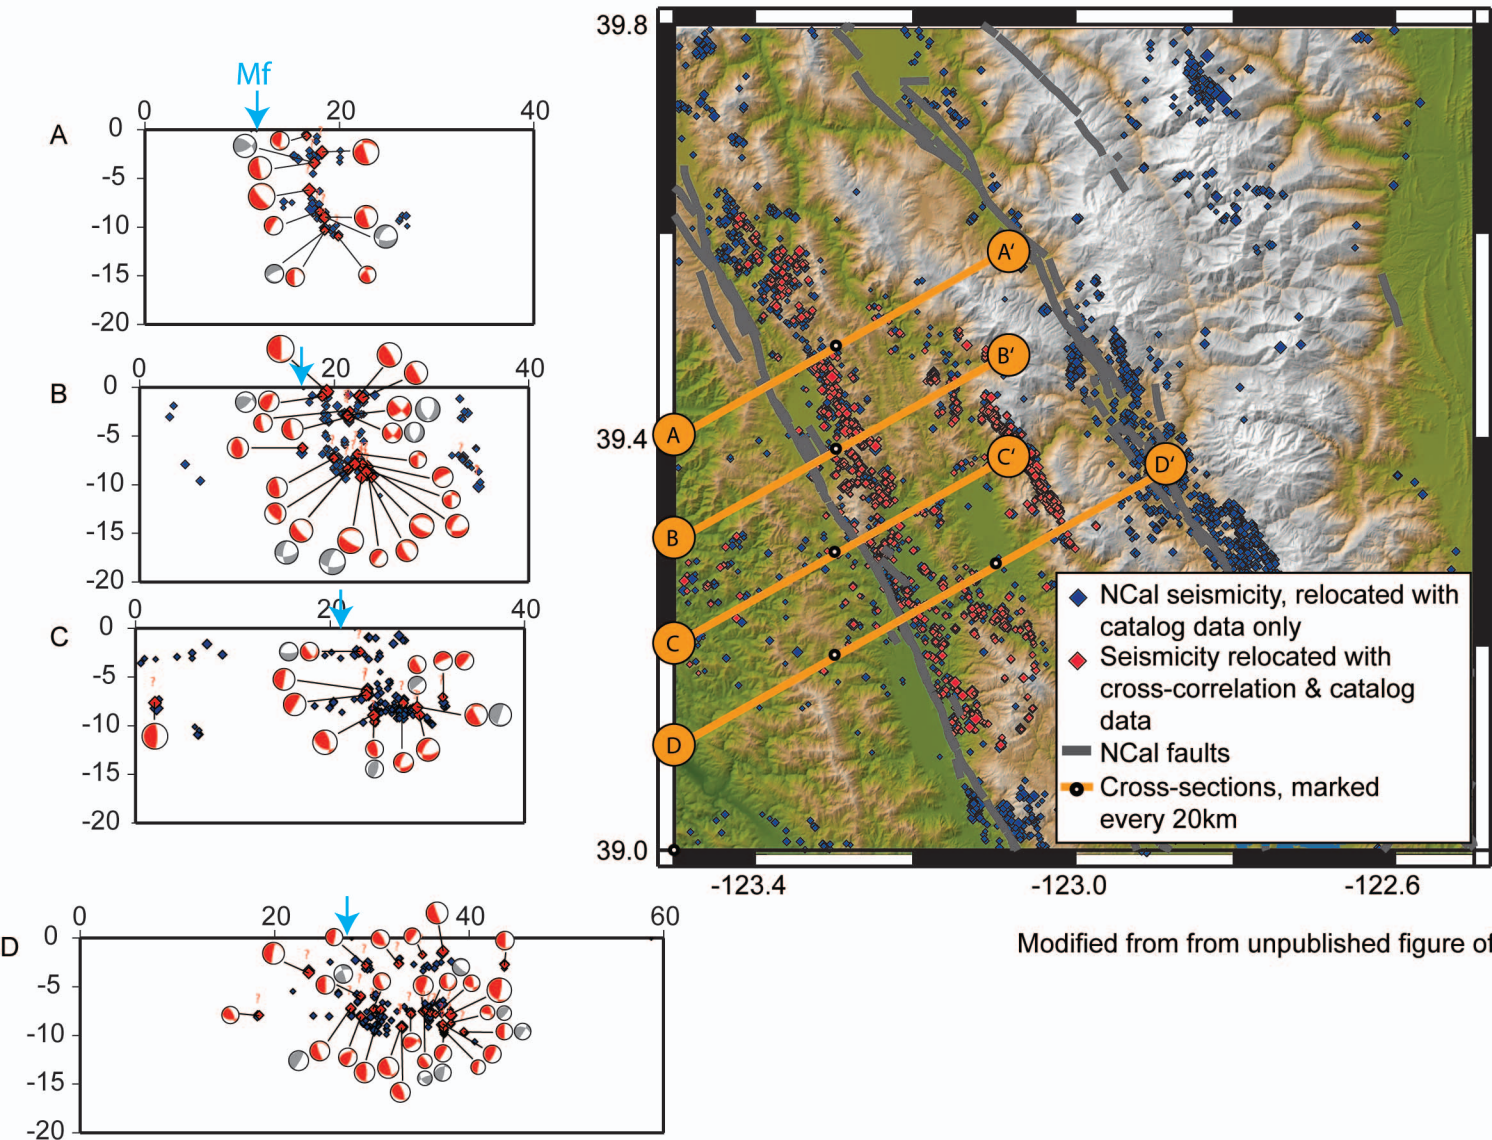 Mf
0 20 40
A
0
-5
-10
-15
-20
0 20 40
B
0
-5
-10
-15
-20
0 20 40
C
0
-5
-10
-15
-20
0 20 40 60
D
0
-5
-10
-15
-20
39.8
39.4
39.0
-123.4 -123.0 -122.6
A'
B'
A
C'
D'
B
C
D
NCal seismicity, relocated with
catalog data only
Seismicity relocated with
cross-correlation & catalog
data
NCal faults
Cross-sections, marked
every 20km
Modified from from unpublished figure of